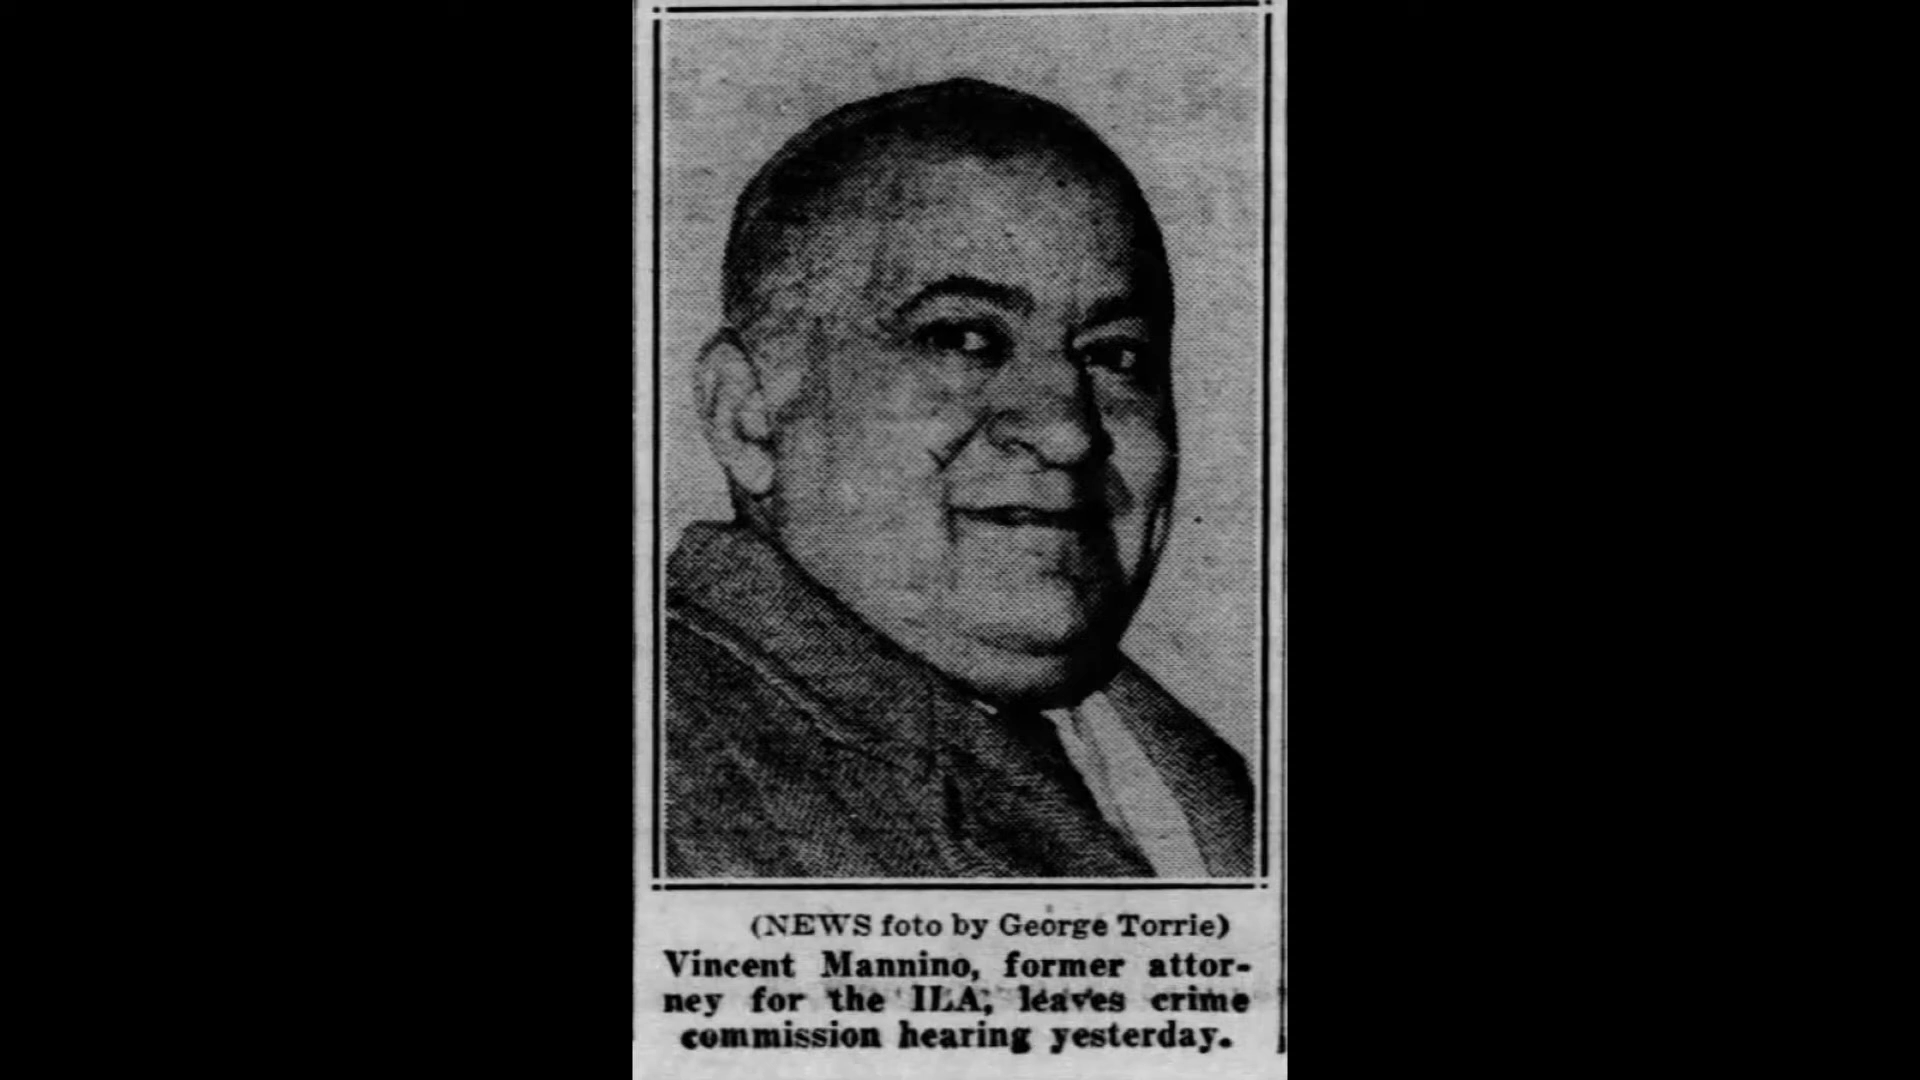 (NEWS foto by George Torrie)
Vincent Mannino, former attor-
ney for the ILA, leaves crime
commission hearing yesterday.